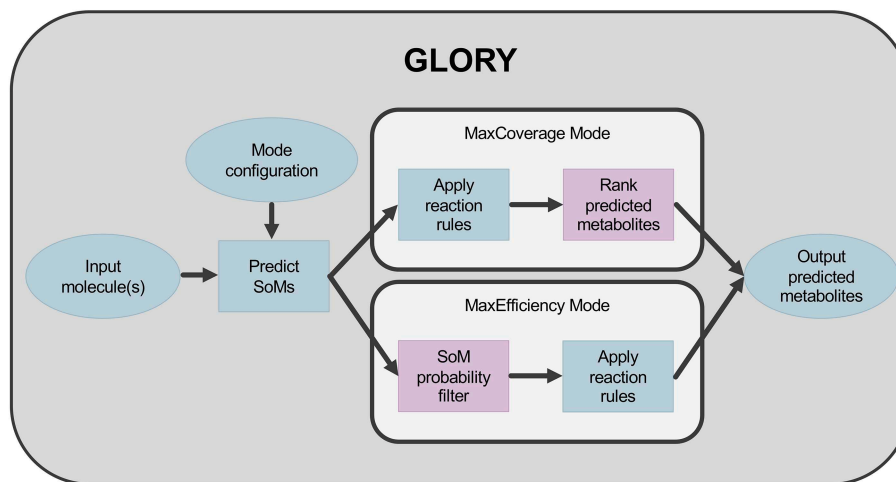 GLORY
MaxCoverage Mode
Mode
configuration
Apply
reaction
rules
Rank
predicted
metabolites
Input
molecule(s)
Predict
SoMs
Output
predicted
metabolites
MaxEfficiency Mode
SoM
probability
filter
Apply
reaction
rules